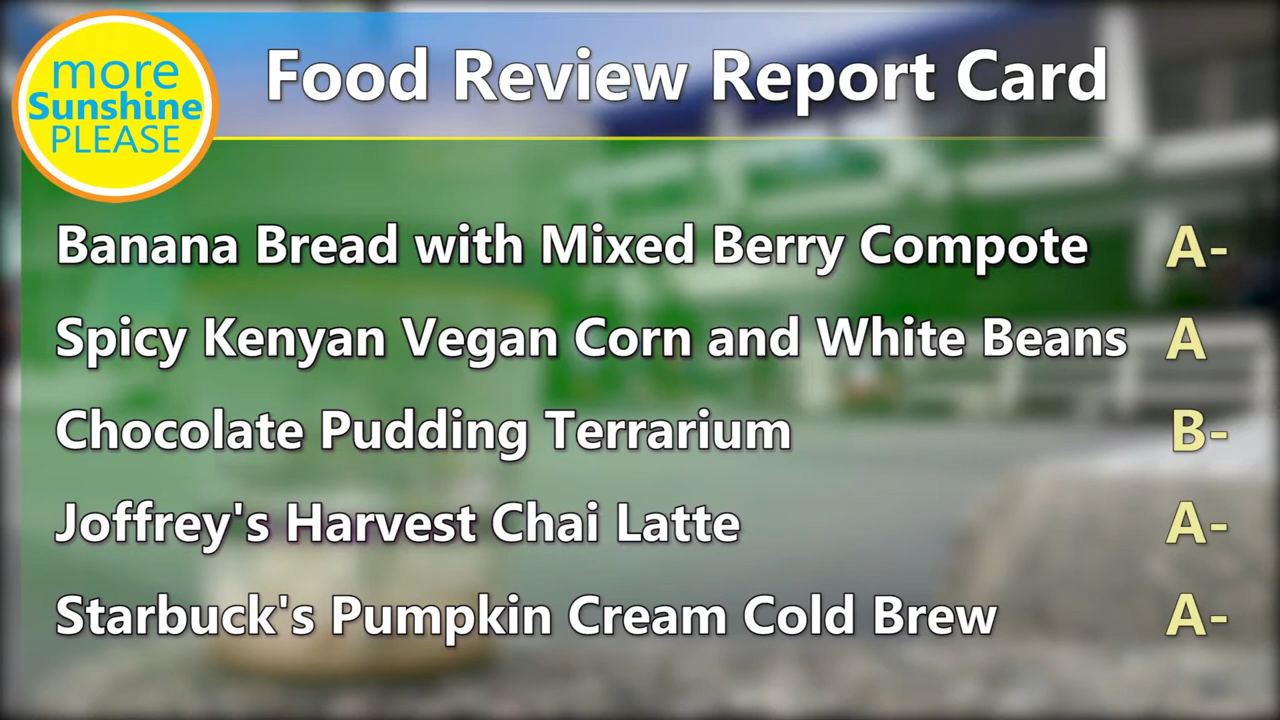 more
Sunshine
PLEASE
Food Review Report Card
Banana Bread with Mixed Berry Compote A-
Spicy Kenyan Vegan Corn and White Beans A
Chocolate Pudding Terrarium B-
Joffrey's Harvest Chai Latte A-
Starbuck's Pumpkin Cream Cold Brew A-